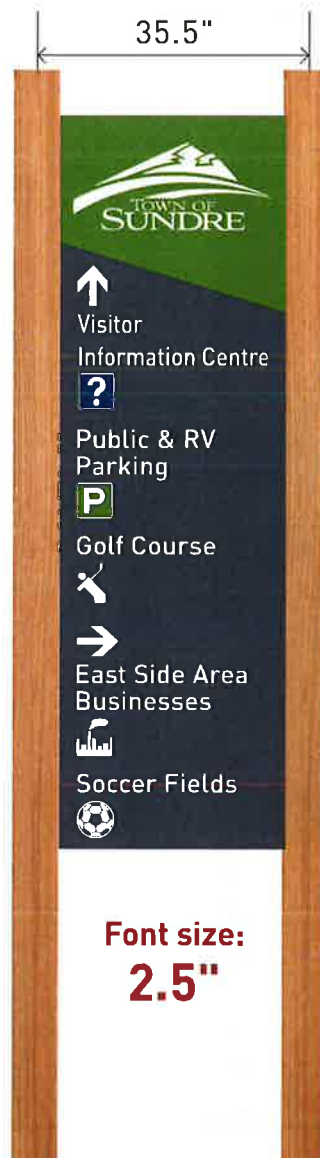 35.5"
TOWN OF
SUNDRE
Visitor
Information Centre
?
Public & RV
Parking
P
Golf Course
East Side Area
Businesses
Soccer Fields
Font size:
2.5"